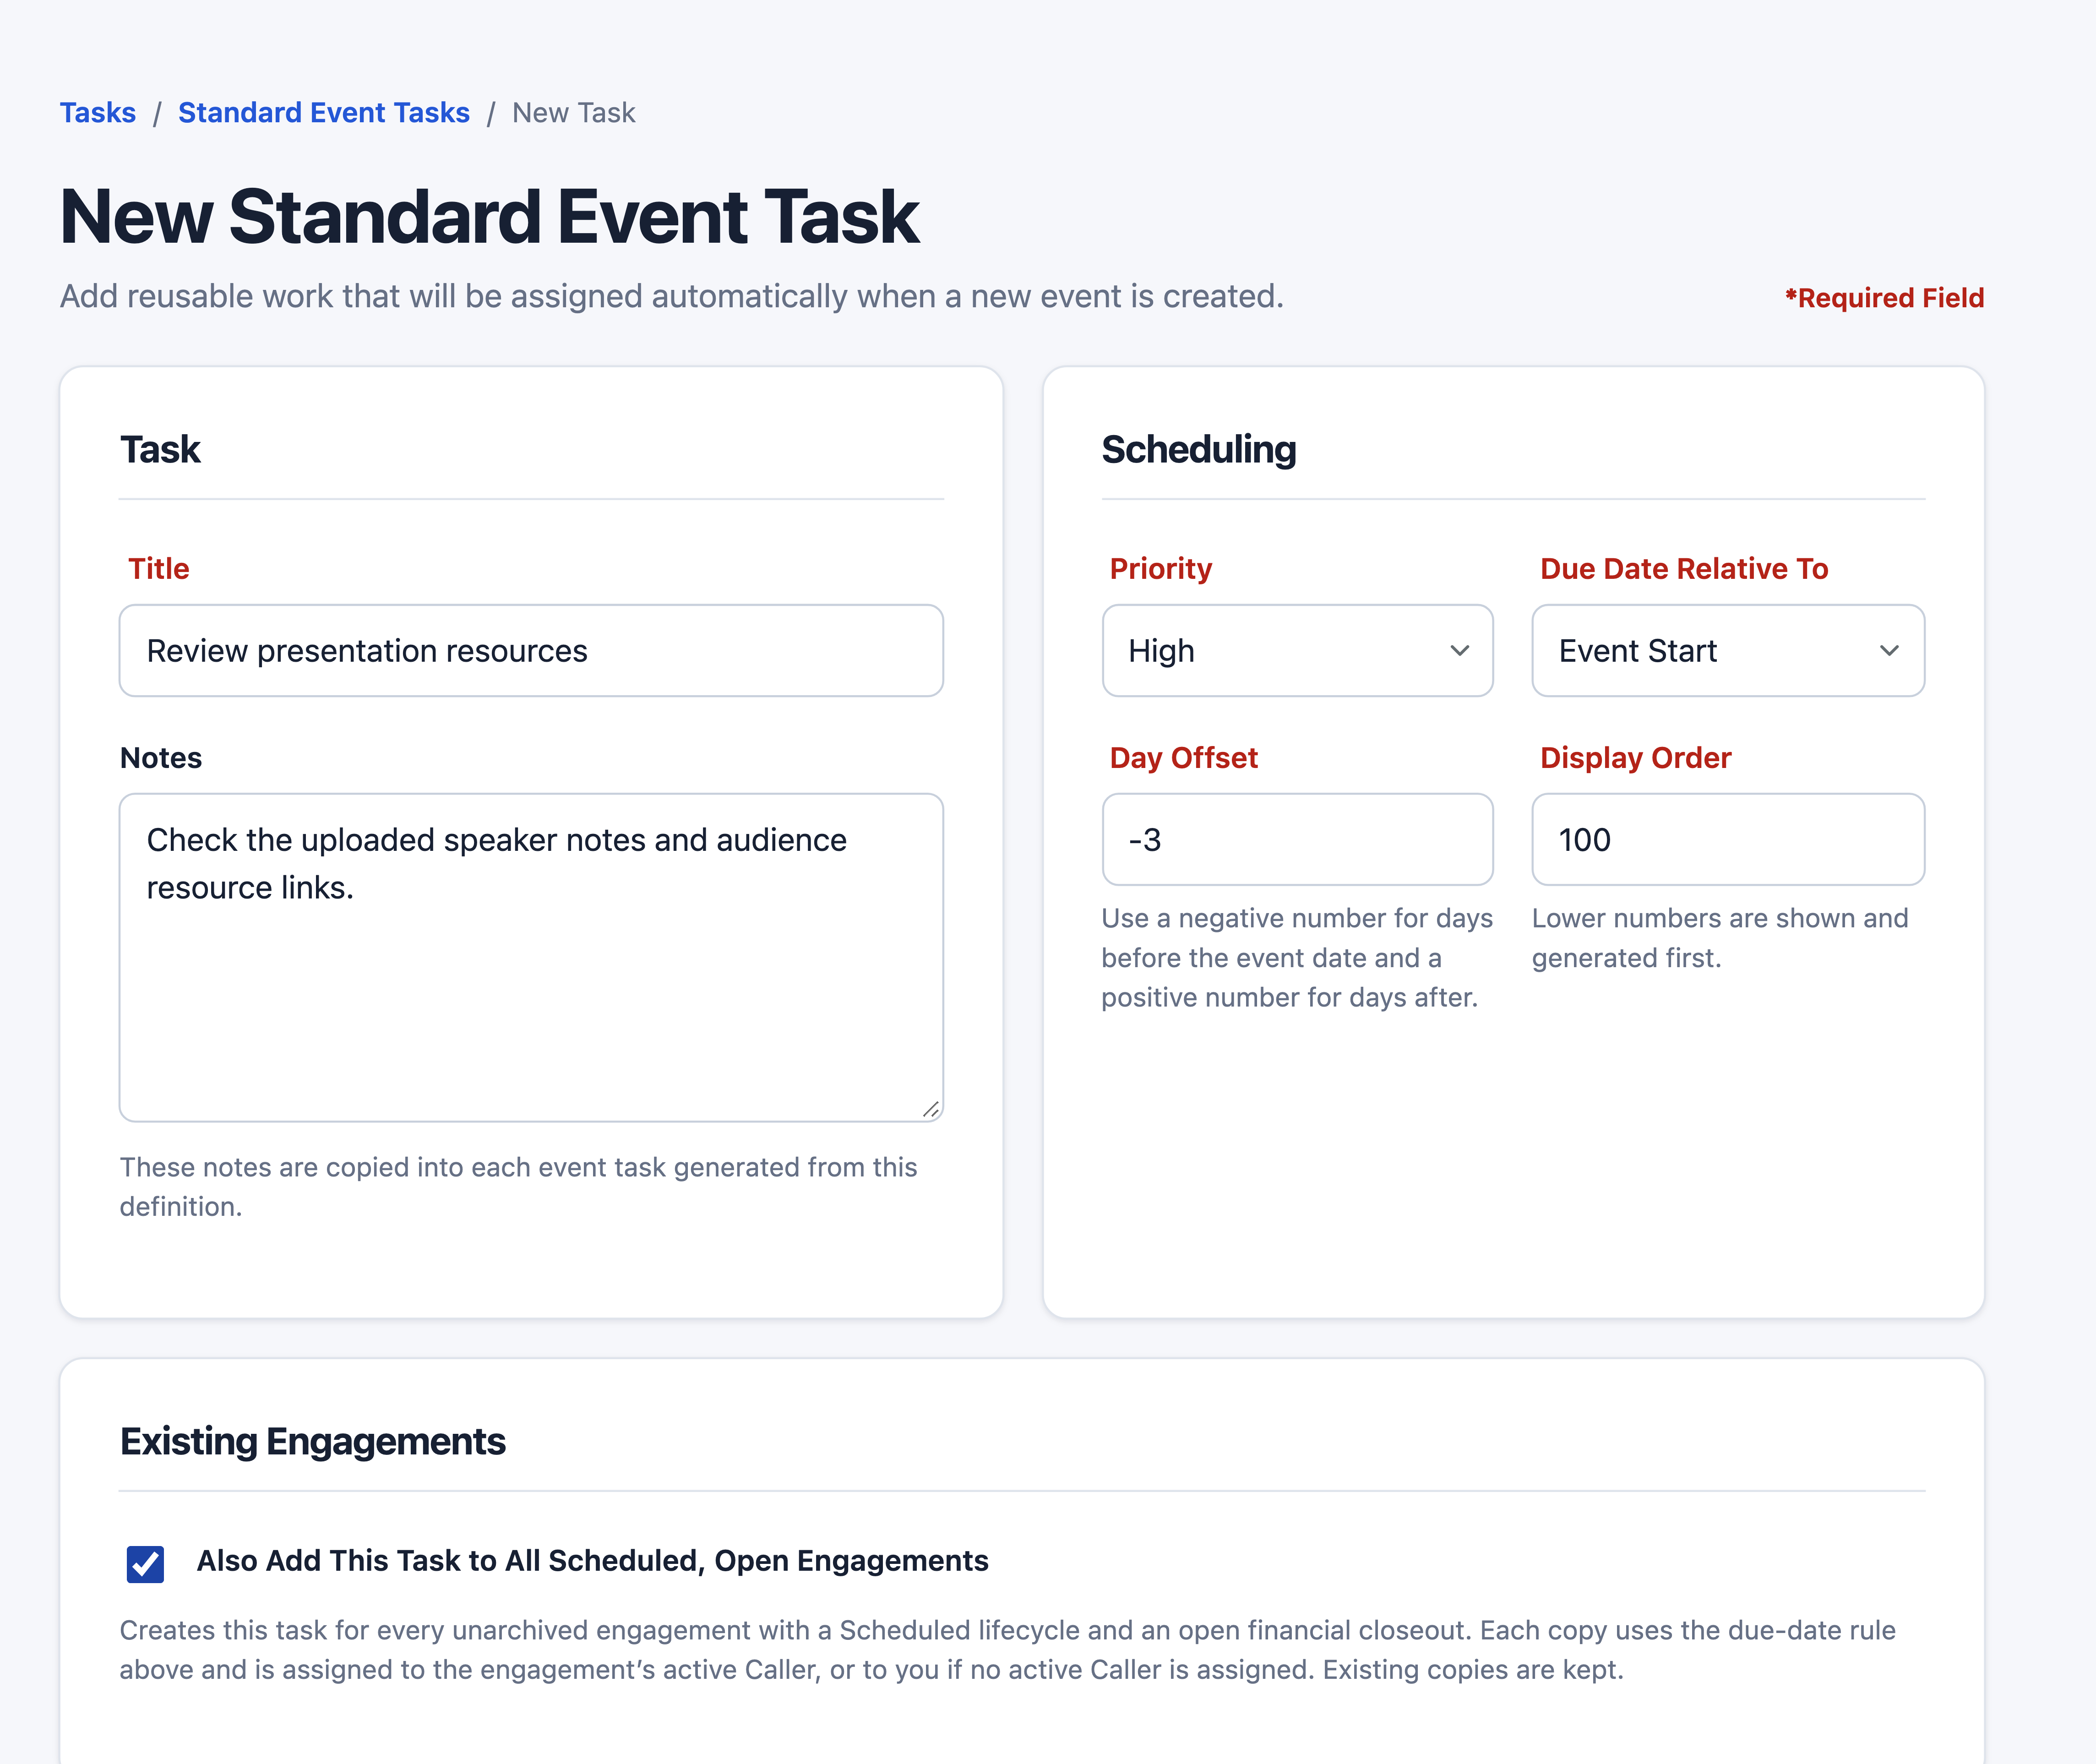 Tasks / Standard Event Tasks / New Task
New Standard Event Task
Add reusable work that will be assigned automatically when a new event is created.
*Required Field
Task
Title
Review presentation resources
Notes
Check the uploaded speaker notes and audience
resource links.
These notes are copied into each event task generated from this
definition.
Scheduling
Priority
High
Due Date Relative To
Event Start
Day Offset
-3
Use a negative number for days
before the event date and a
positive number for days after.
Display Order
100
Lower numbers are shown and
generated first.
Existing Engagements
Also Add This Task to All Scheduled, Open Engagements
Creates this task for every unarchived engagement with a Scheduled lifecycle and an open financial closeout. Each copy uses the due-date rule
above and is assigned to the engagement’s active Caller, or to you if no active Caller is assigned. Existing copies are kept.